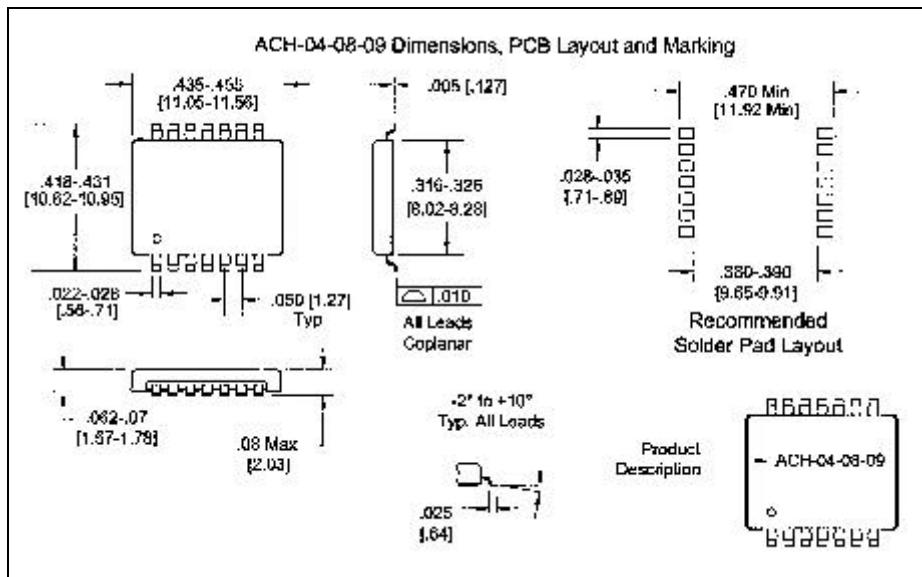 ACH-04-08-09 Dimensions, PCB Layout and Marking
.435-.455
[11.05-11.56]
.005 [.127]
.470 Min
[11.92 Min]
.418-.431
[10.62-10.95]
.316-.326
[8.02-8.28]
.028-.035
[.71-.89]
.022-.028
[.56-.71]
.050 [1.27]
Typ
.010
All Leads
Coplanar
.380-.390
[9.65-9.91]
Recommended
Solder Pad Layout
.062-.07
[1.57-1.78]
.08 Max
[2.03]
-2° to +10°
Typ. All Leads
.025
[.64]
Product
Description
ACH-04-08-09